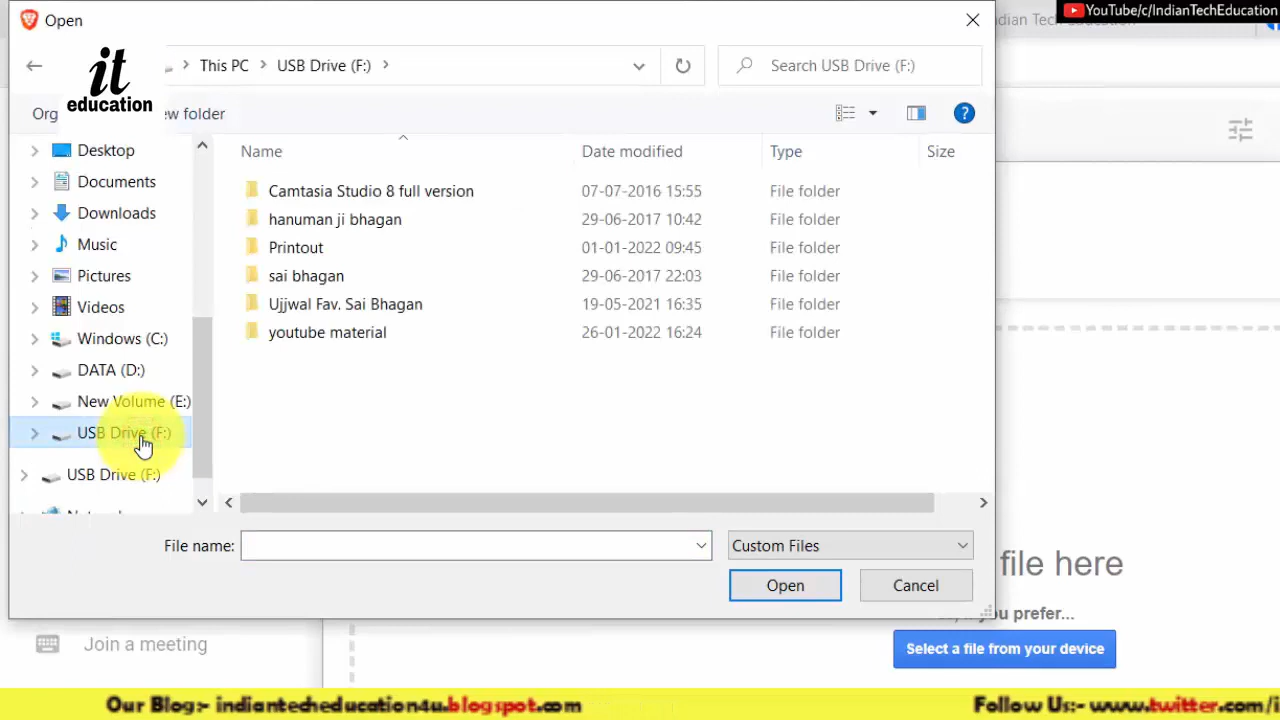 Open
YouTube/c/IndianTechEducation
ndian Tech Education
it
education
This PC
USB Drive (F:)
Search USB Drive (F:)
Org
w folder
Desktop
Documents
Downloads
Music
Pictures
Videos
Windows (C:)
DATA (D:)
New Volume (E:)
USB Drive (F:)
USB Drive (F:)
Name Date modified Type Size
Camtasia Studio 8 full version 07-07-2016 15:55 File folder
hanuman ji bhagan 29-06-2017 10:42 File folder
Printout 01-01-2022 09:45 File folder
sai bhagan 29-06-2017 22:03 File folder
Ujjwal Fav. Sai Bhagan 19-05-2021 16:35 File folder
youtube material 26-01-2022 16:24 File folder
File name:
Custom Files
Open
Cancel
file here
you prefer...
Select a file from your device
Join a meeting
Our Blog:- indiantecheducation4u.blogspot.com
Follow Us:- www.twitter.com/i